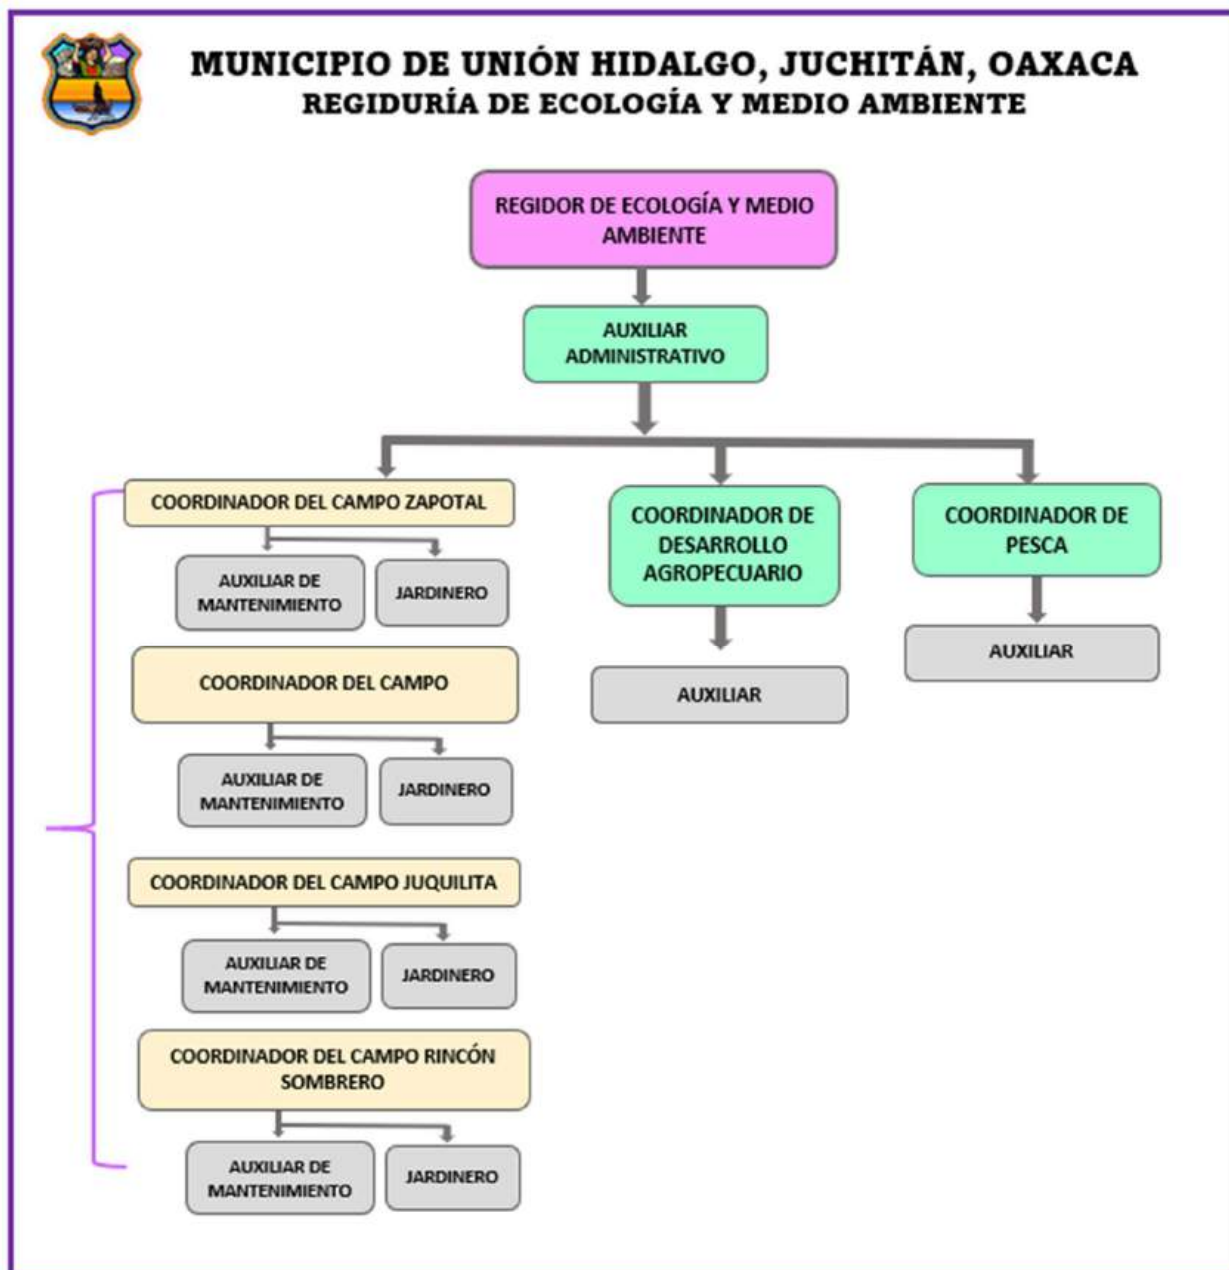 MUNICIPIO DE UNIÓN HIDALGO, JUCHITÁN, OAXACA
REGIDURÍA DE ECOLOGÍA Y MEDIO AMBIENTE
REGIDOR DE ECOLOGÍA Y MEDIO
AMBIENTE
AUXILIAR
ADMINISTRATIVO
COORDINADOR DEL CAMPO ZAPOTAL
AUXILIAR DE
MANTENIMIENTO
JARDINERO
COORDINADOR DEL CAMPO
AUXILIAR DE
MANTENIMIENTO
JARDINERO
COORDINADOR DEL CAMPO JUQUILITA
AUXILIAR DE
MANTENIMIENTO
JARDINERO
COORDINADOR DEL CAMPO RINCÓN
SOMBRERO
AUXILIAR DE
MANTENIMIENTO
JARDINERO
COORDINADOR DE
DESARROLLO
AGROPECUARIO
AUXILIAR
COORDINADOR DE
PESCA
AUXILIAR